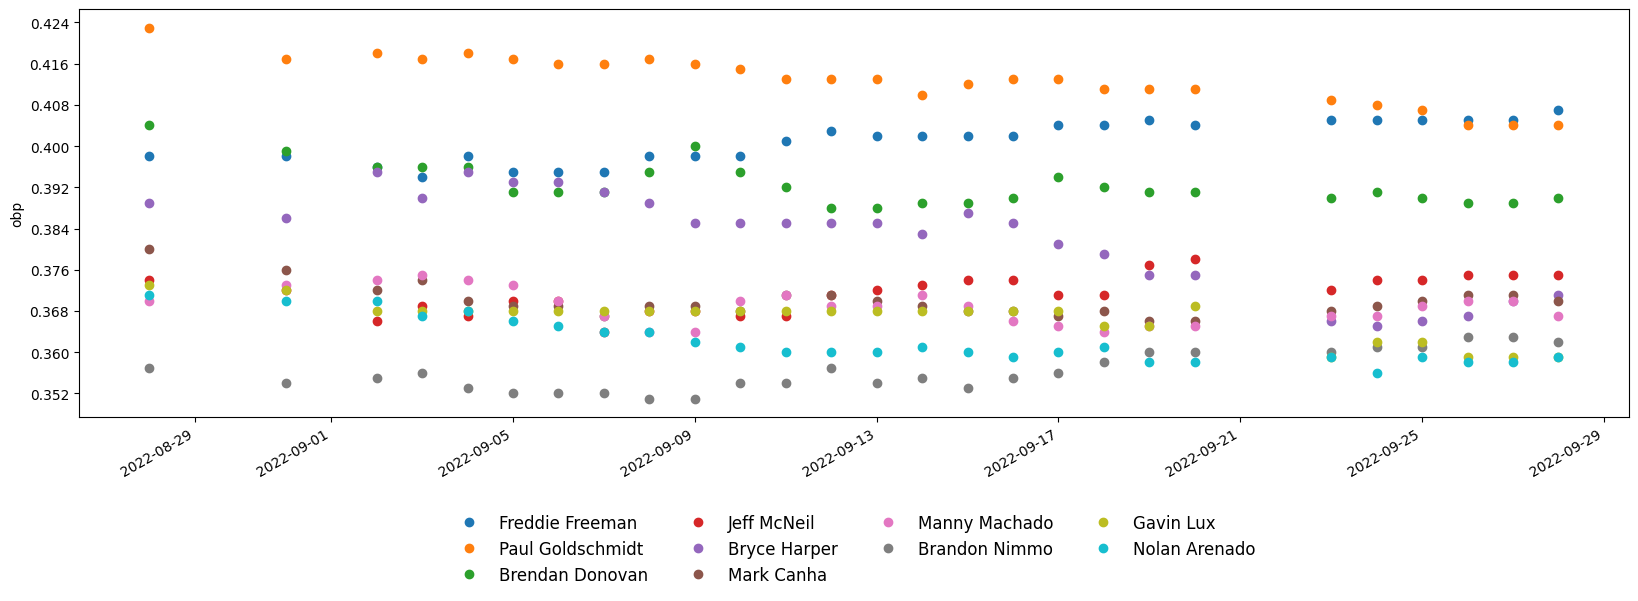 0.424
0.416
0.408
0.400
0.392
0.384
0.376
0.368
0.360
0.352
obp
2022-08-29
2022-09-01
2022-09-05
2022-09-09
2022-09-13
2022-09-17
2022-09-21
2022-09-25
2022-09-29
Freddie Freeman
Paul Goldschmidt
Brendan Donovan
Jeff McNeil
Bryce Harper
Mark Canha
Manny Machado
Brandon Nimmo
Gavin Lux
Nolan Arenado